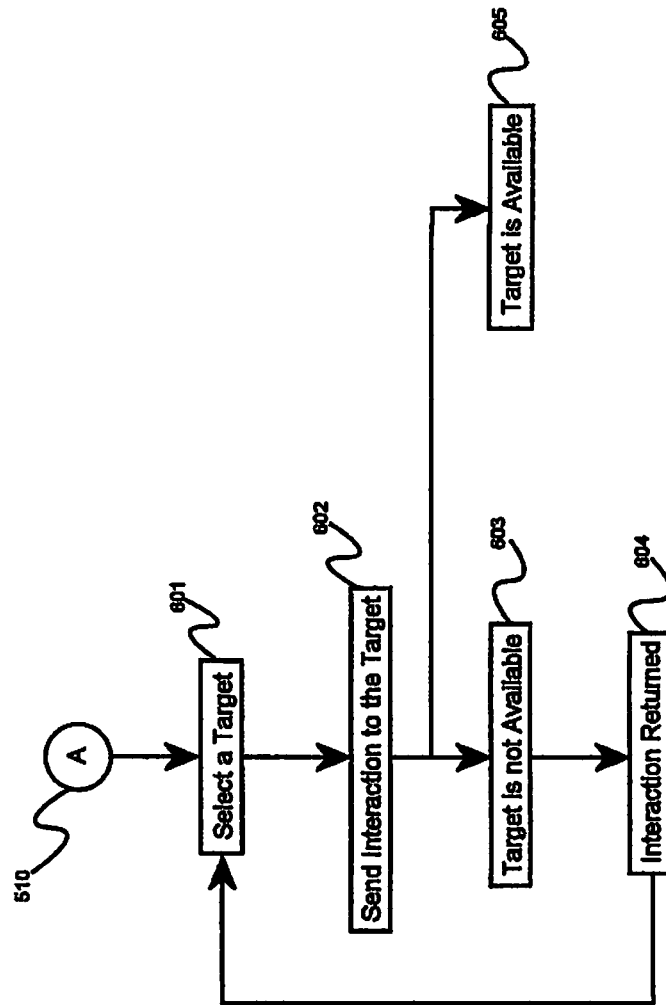 510
A
601
Select a Target
602
Send Interaction to the Target
603
Target is not Available
605
Target is Available
604
Interaction Returned